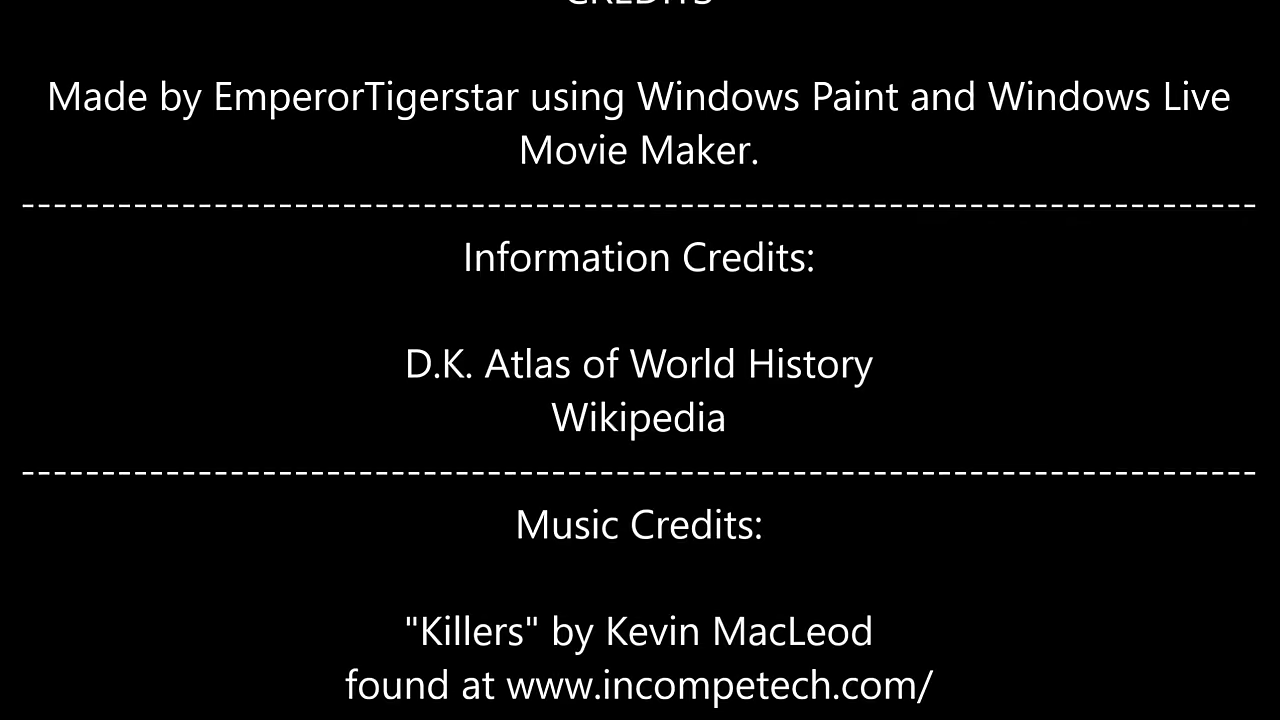 CREDITS
Made by EmperorTigerstar using Windows Paint and Windows Live
Movie Maker.
-----------------------------------------------------------------------------
Information Credits:
D.K. Atlas of World History
Wikipedia
-----------------------------------------------------------------------------
Music Credits:
"Killers" by Kevin MacLeod
found at www.incompetech.com/